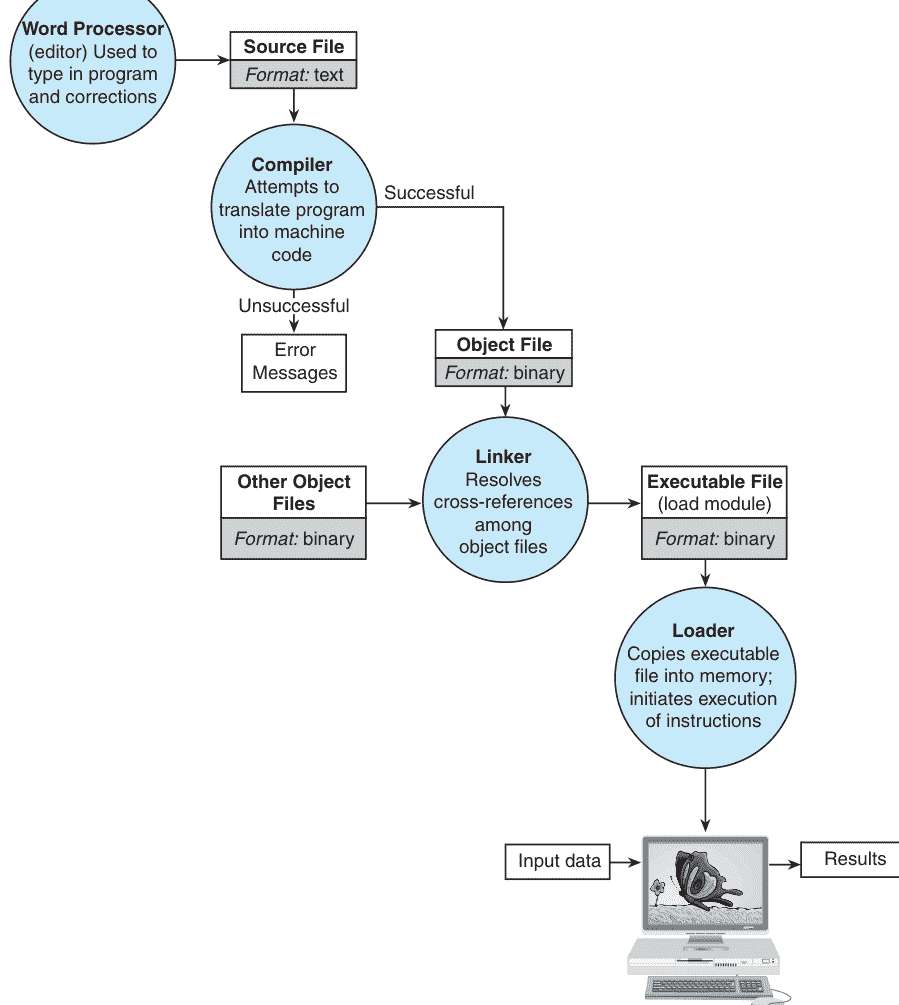 Word Processor
(editor) Used to
type in program
and corrections
Source File
Format: text
Compiler
Attempts to
translate program
into machine
code
Successful
Unsuccessful
Error
Messages
Object File
Format: binary
Linker
Resolves
cross-references
among
object files
Other Object
Files
Format: binary
Executable File
(load module)
Format: binary
Loader
Copies executable
file into memory;
initiates execution
of instructions
Input data
Results